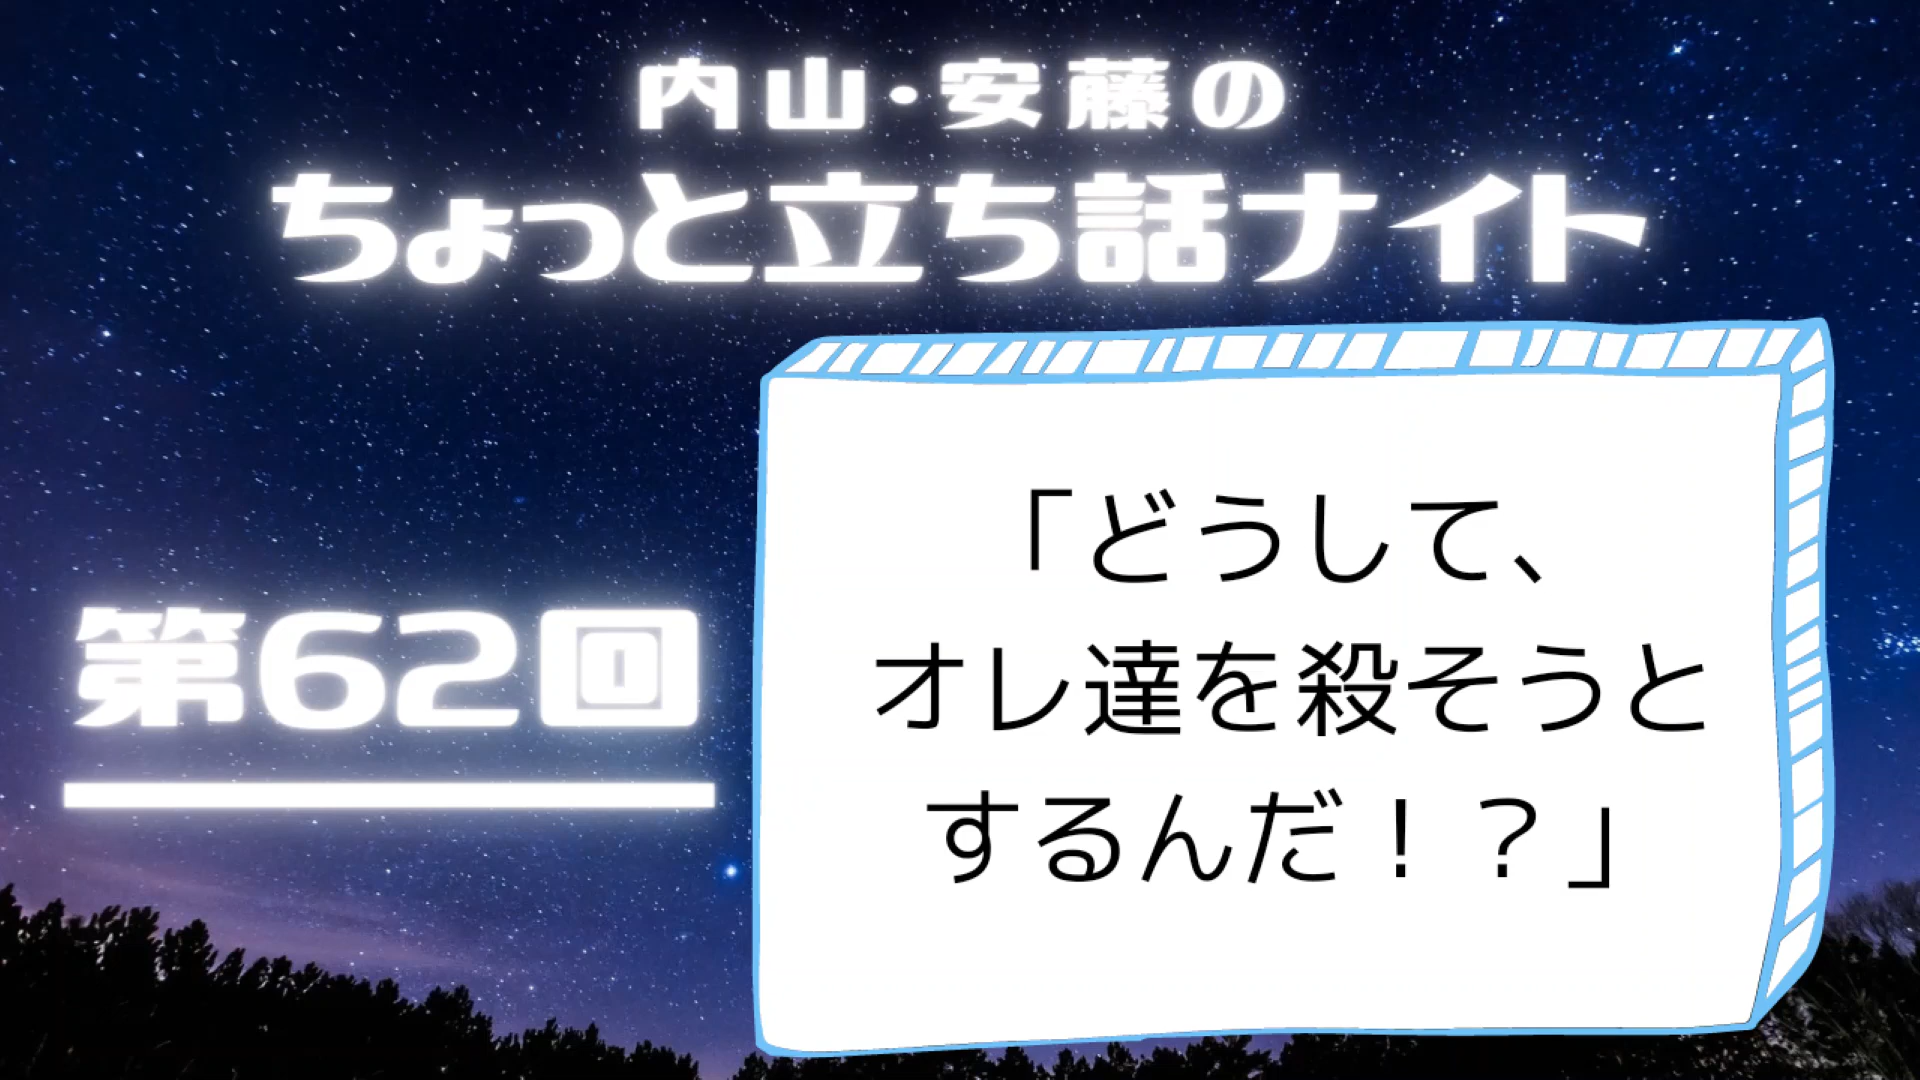 内山・安藤の
ちょっと立ち話ナイト
第62回
「どうして、
オレ達を殺そうと
するんだ！？」